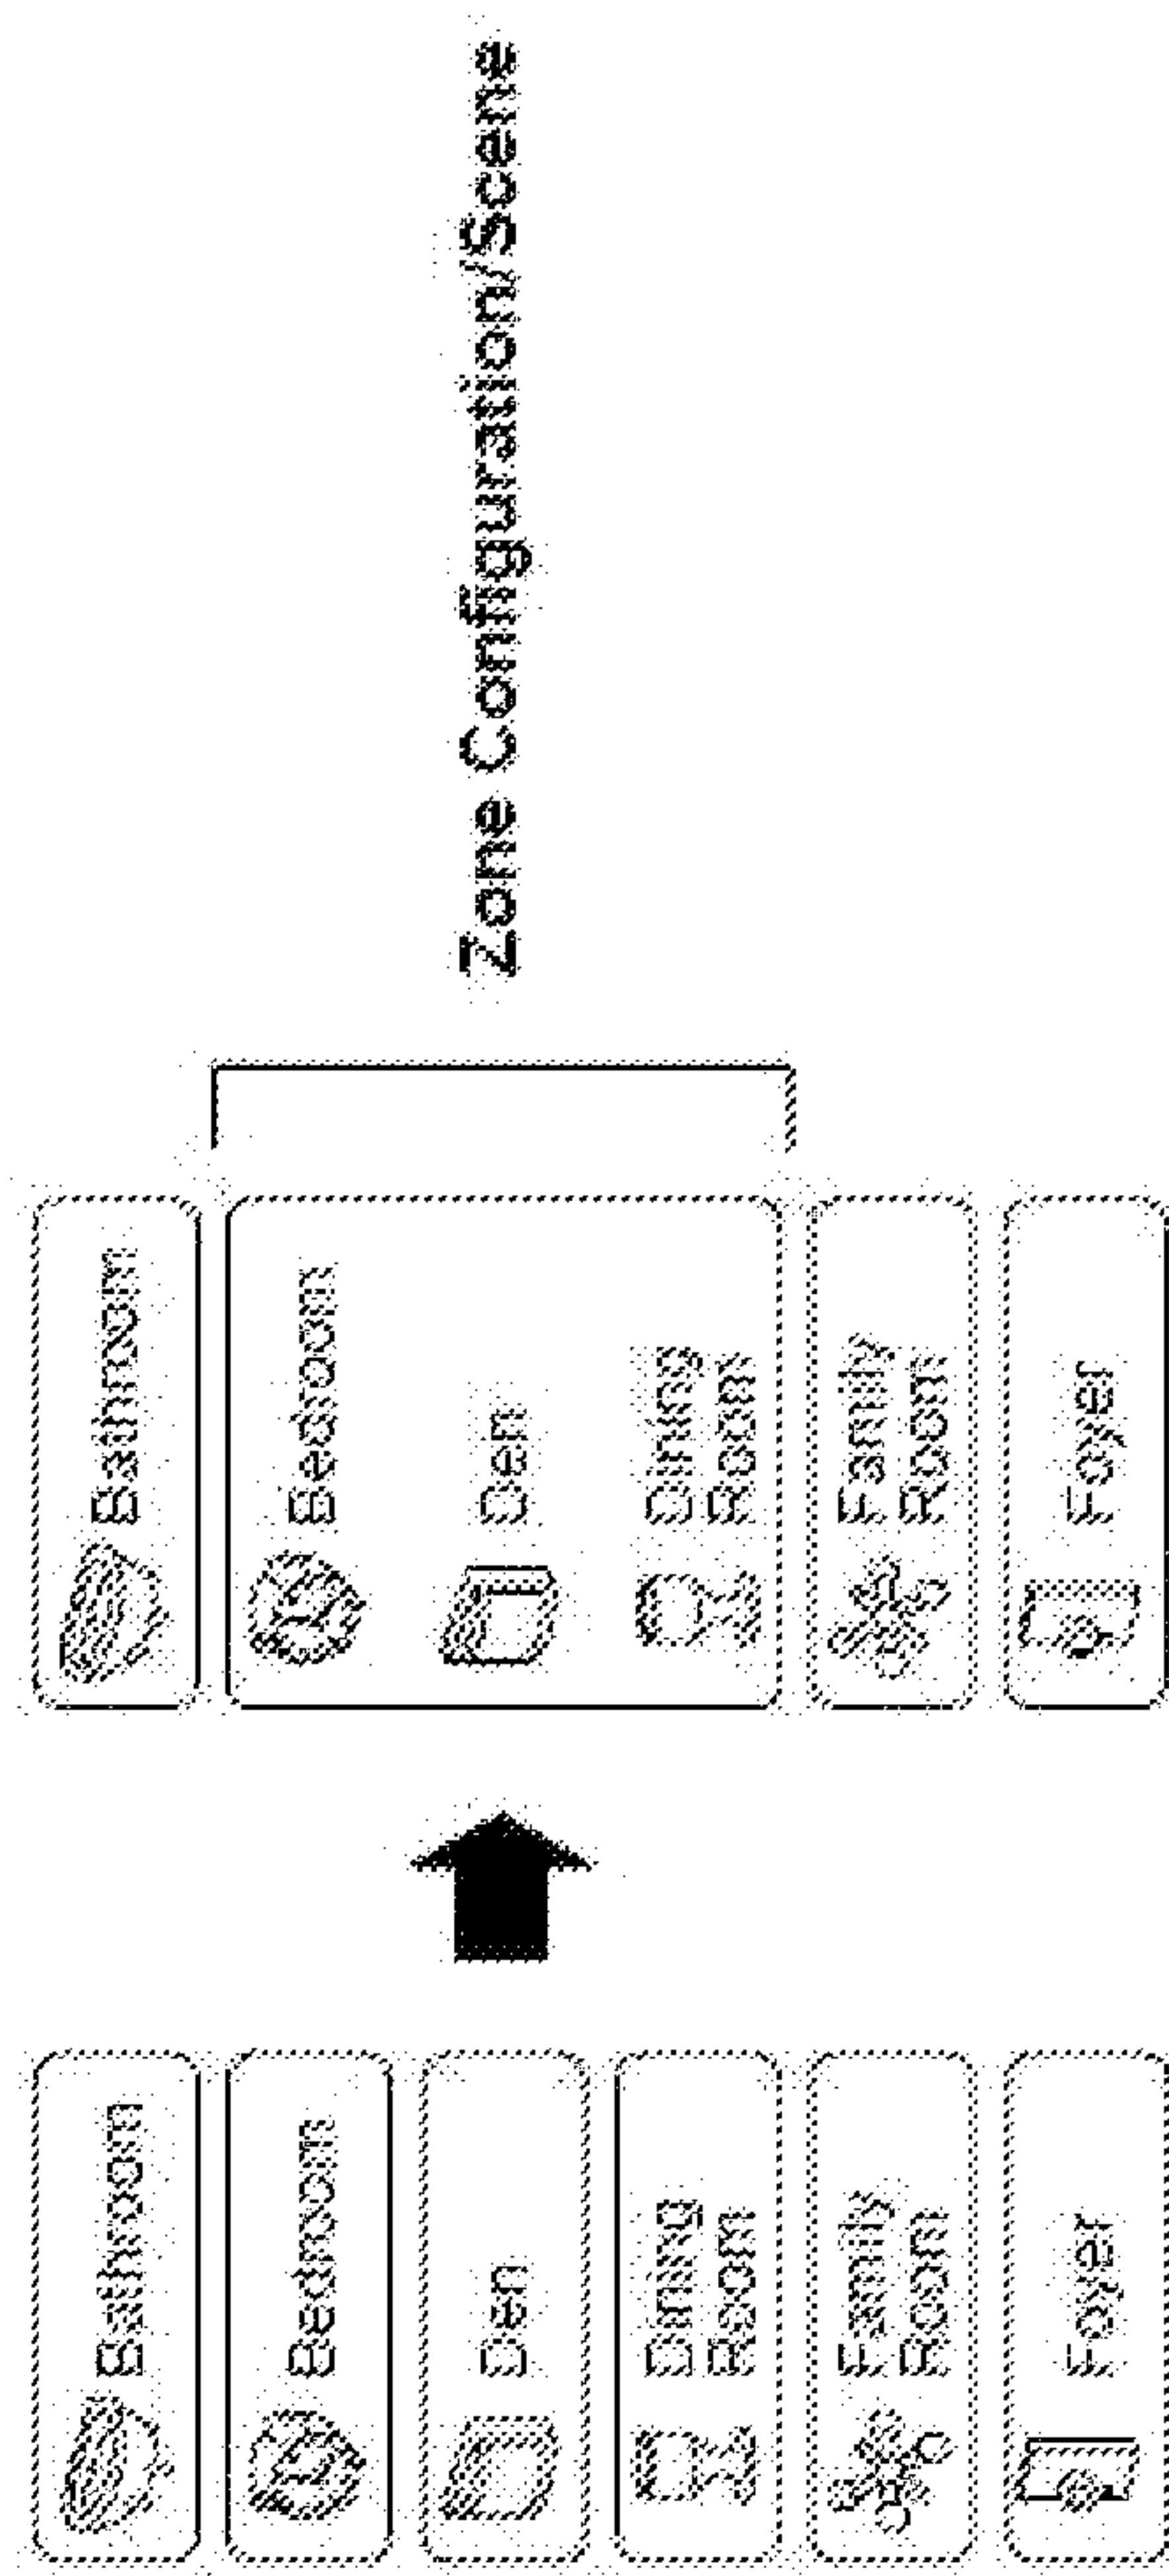 Bathroom
Bedroom
Den
Dining
Room
Family
Room
Foyer
Bathroom
Bedroom
Den
Dining
Room
Family
Room
Foyer
Zone Configuration/Scene